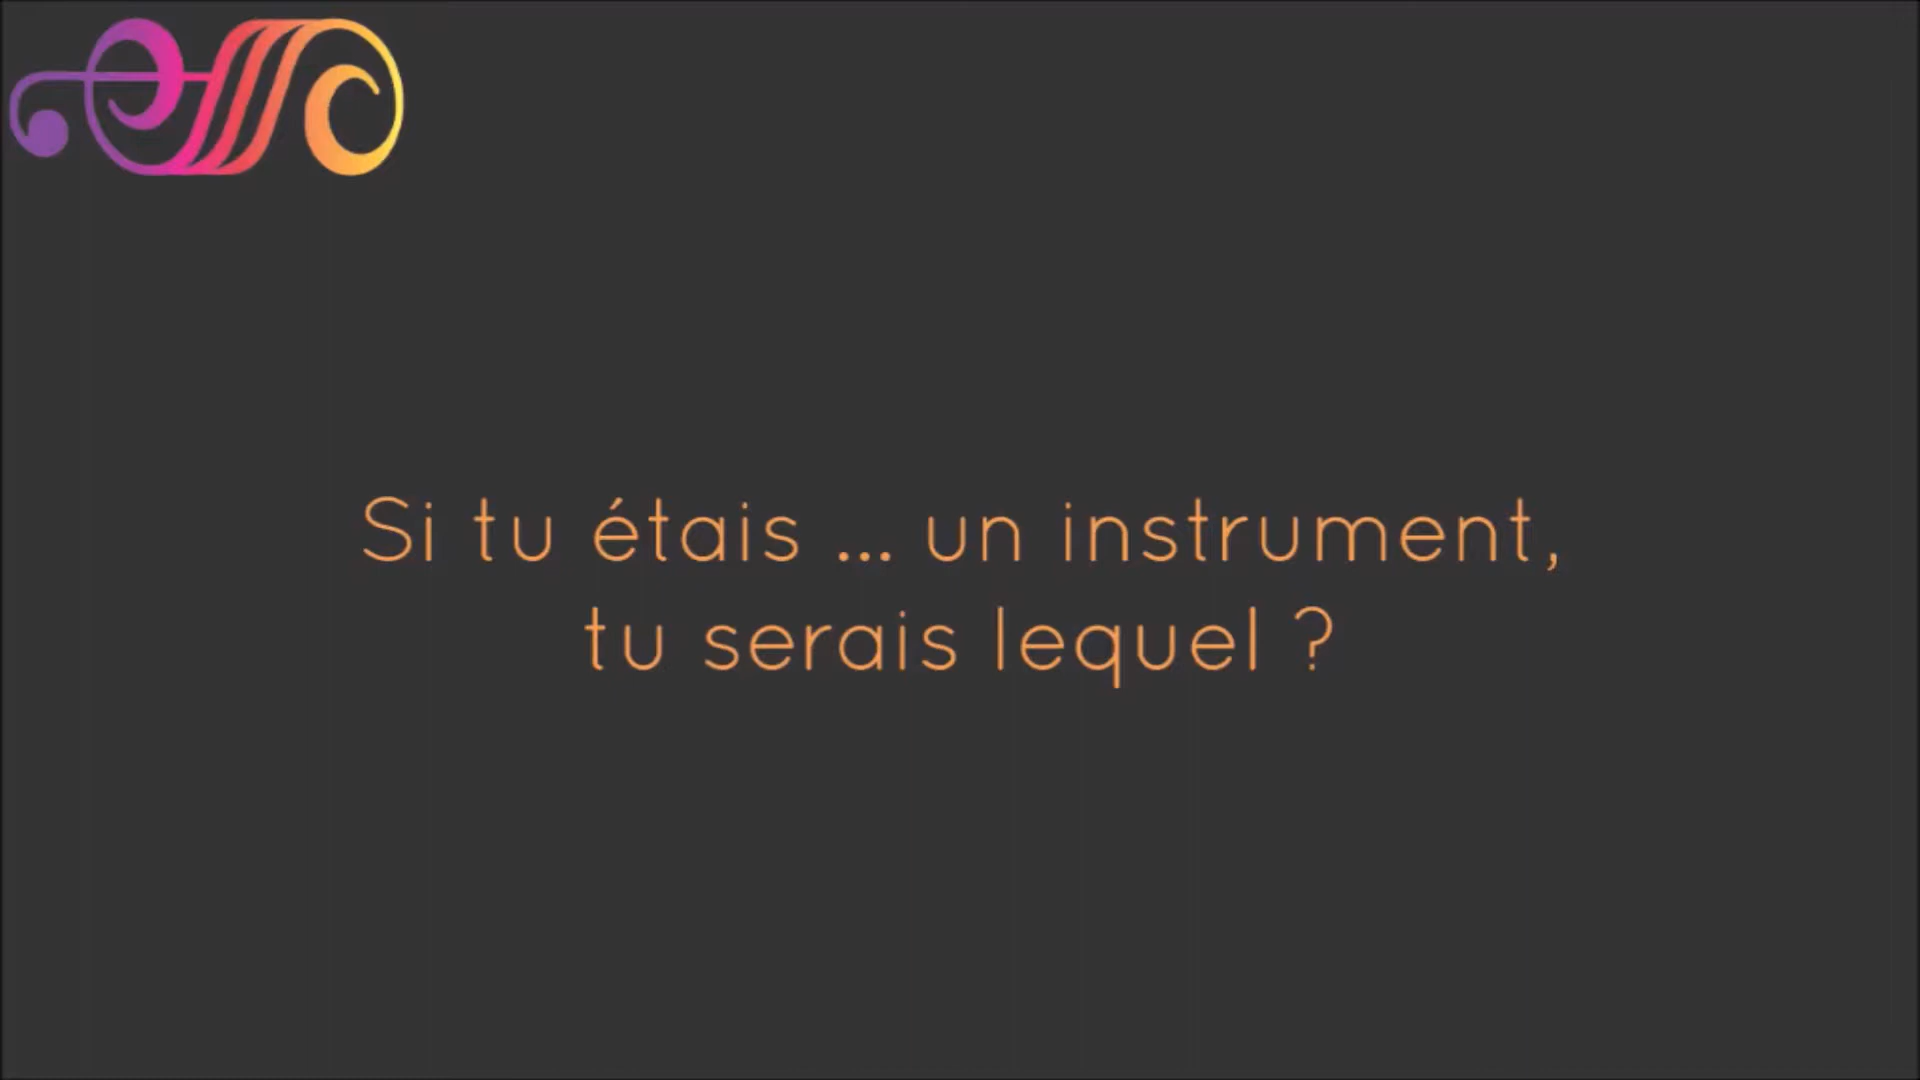 Si tu étais ... un instrument,
tu serais lequel ?